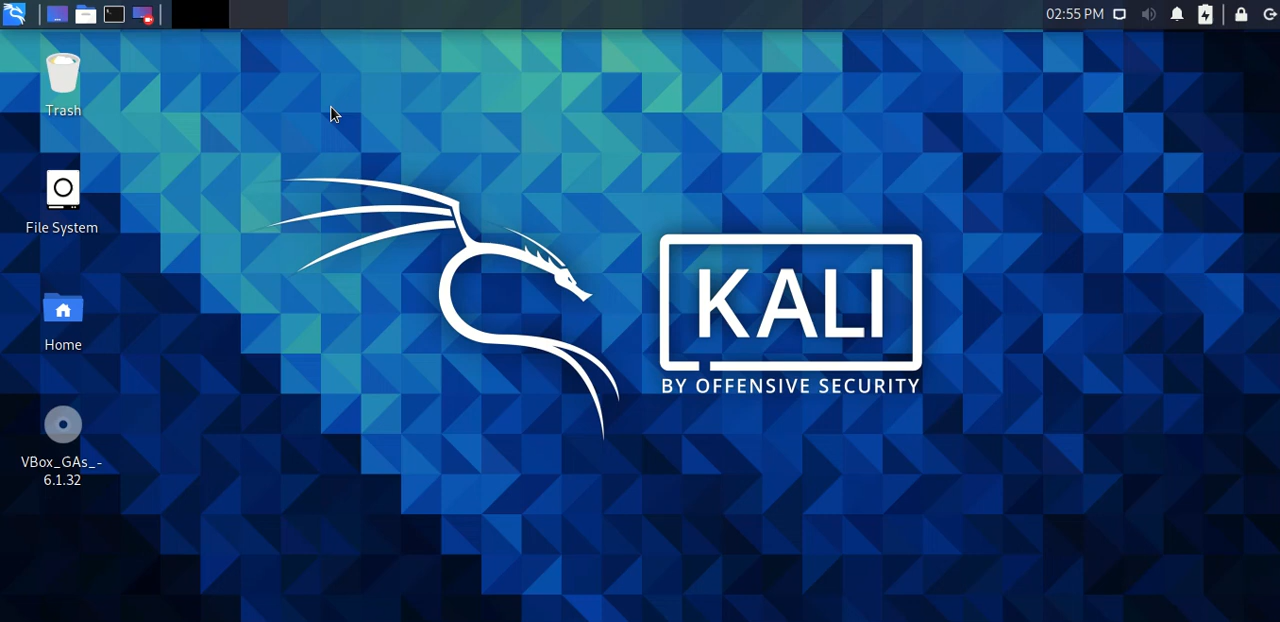 02:55 PM
Trash
File System
Home
VBox_GAs_-
6.1.32
KALI
BY OFFENSIVE SECURITY